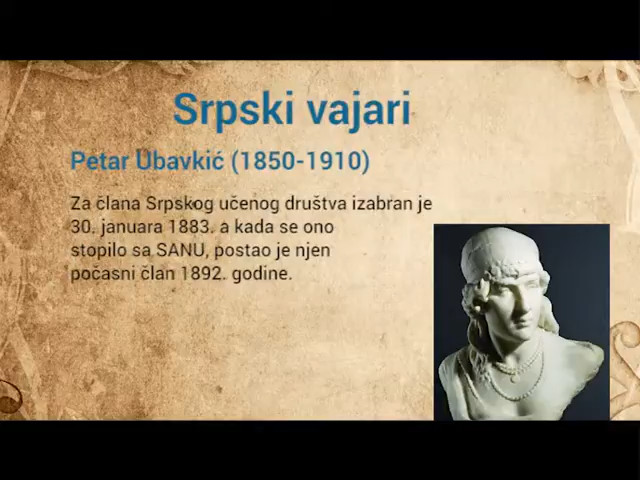 Srpski vajari
Petar Ubavkić (1850-1910)
Za člana Srpskog učenog društva izabran je
30. januara 1883. a kada se ono
stopilo sa SANU, postao je njen
počasni član 1892. godine.